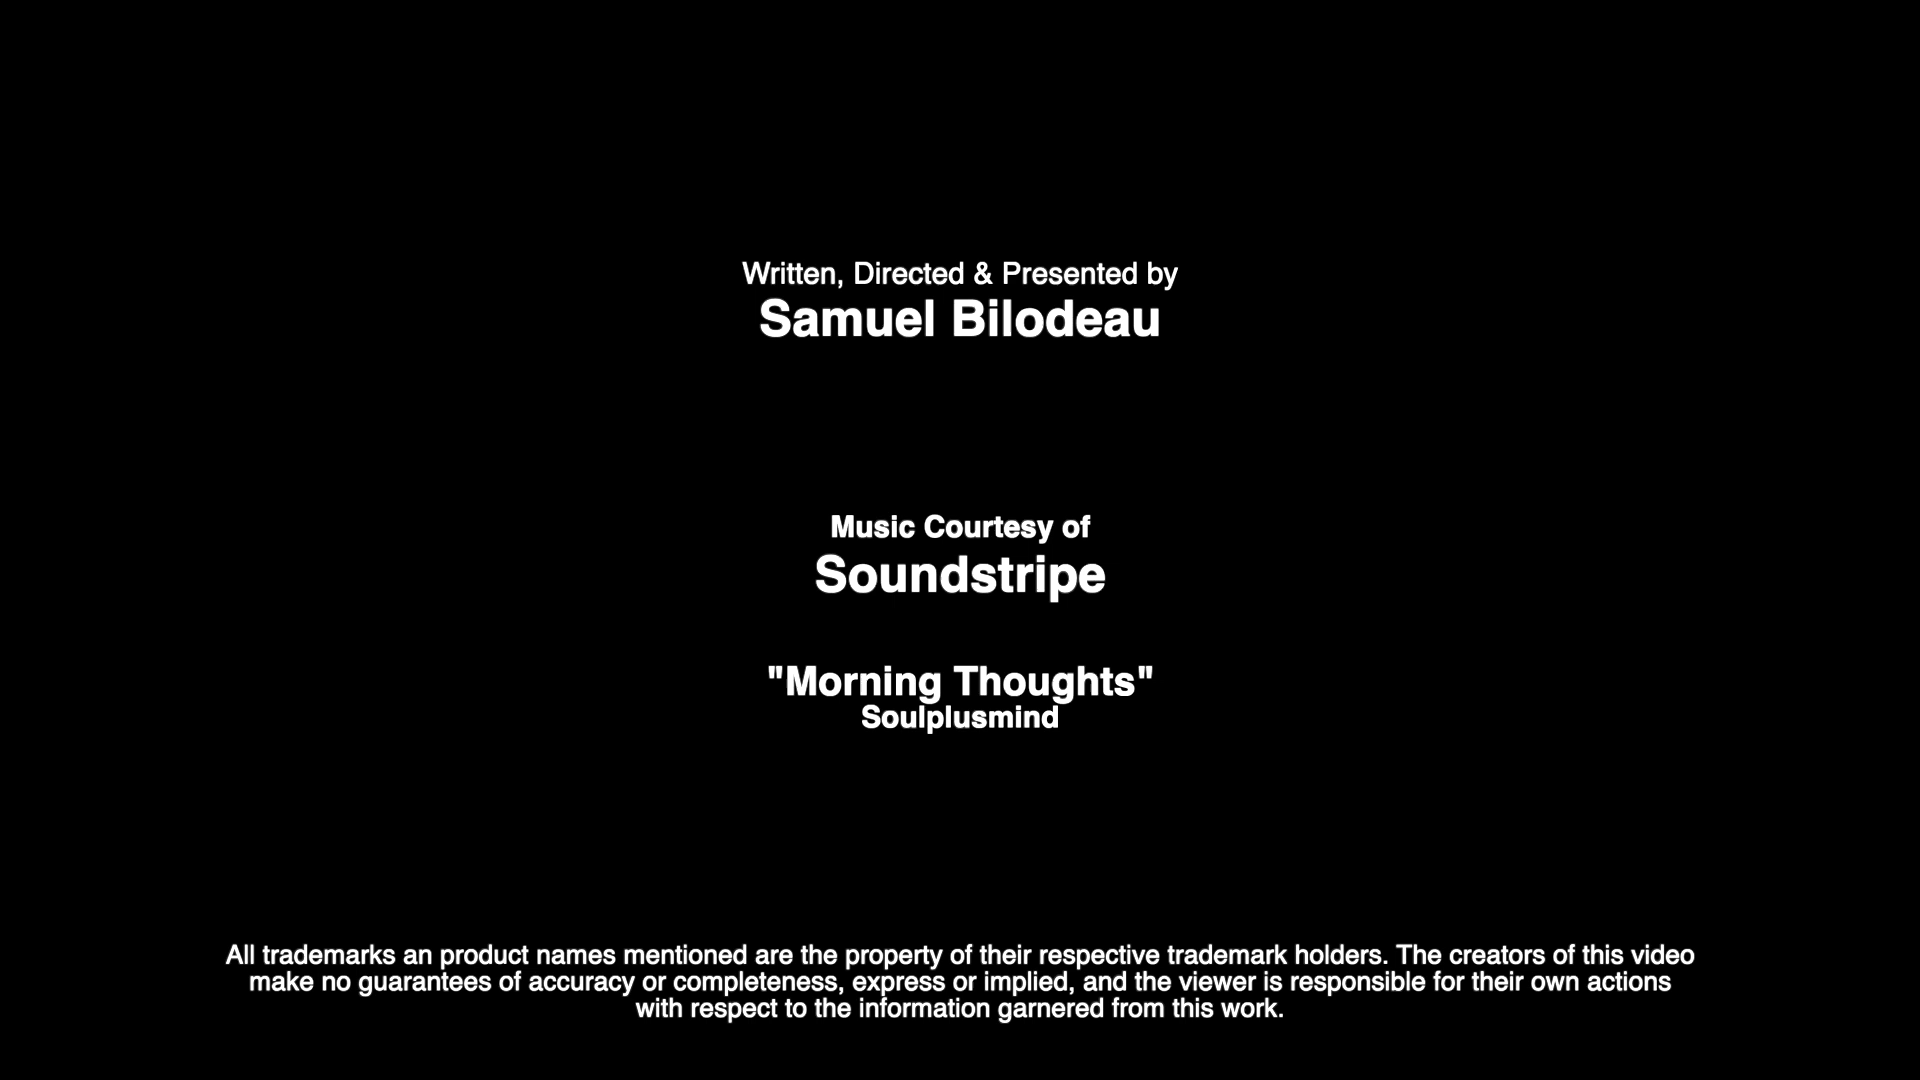 Written, Directed & Presented by
Samuel Bilodeau
Music Courtesy of
Soundstripe
"Morning Thoughts"
Soulplusmind
All trademarks an product names mentioned are the property of their respective trademark holders. The creators of this video
make no guarantees of accuracy or completeness, express or implied, and the viewer is responsible for their own actions
with respect to the information garnered from this work.